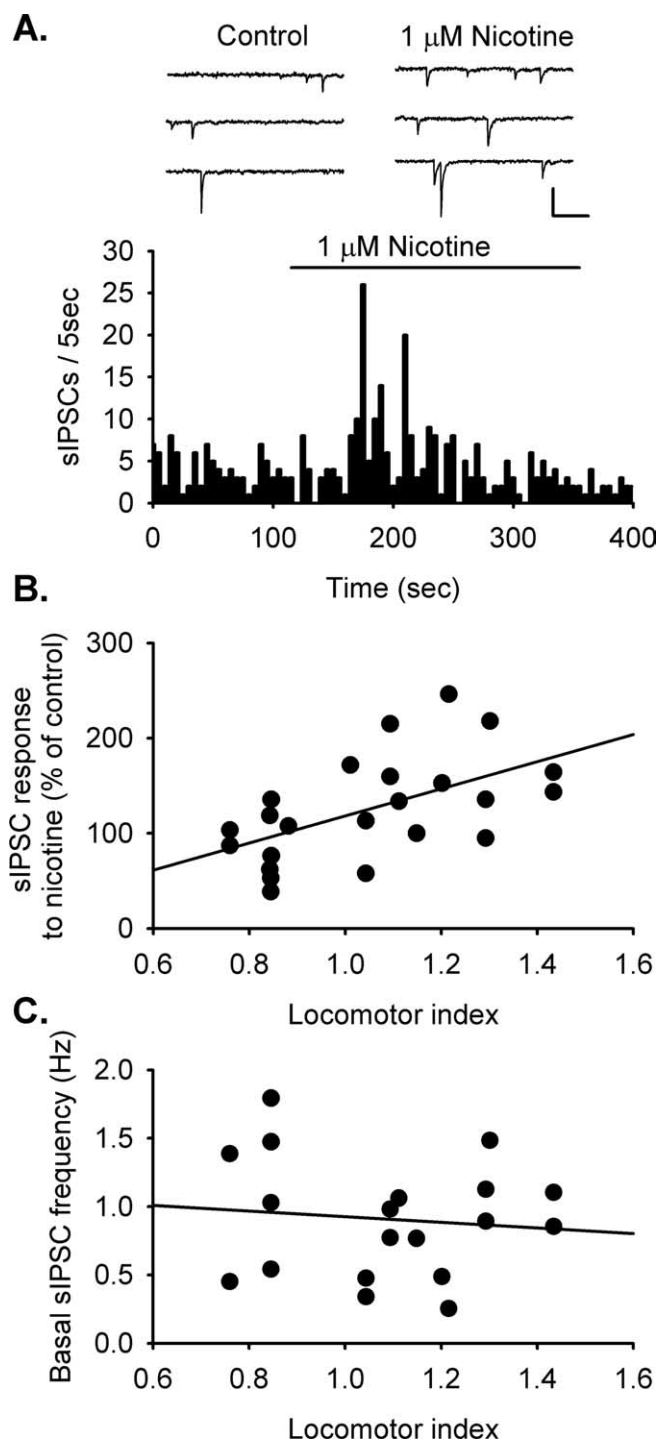 A.
Control
1 μM Nicotine
1 μM Nicotine
sIPSCs / 5sec
30
25
20
15
10
5
0
0 100 200 300 400
Time (sec)
B.
sIPSC response
to nicotine (% of control)
300
200
100
0
0.6 0.8 1.0 1.2 1.4 1.6
Locomotor index
C.
Basal sIPSC frequency (Hz)
2.0
1.5
1.0
0.5
0.0
0.6 0.8 1.0 1.2 1.4 1.6
Locomotor index